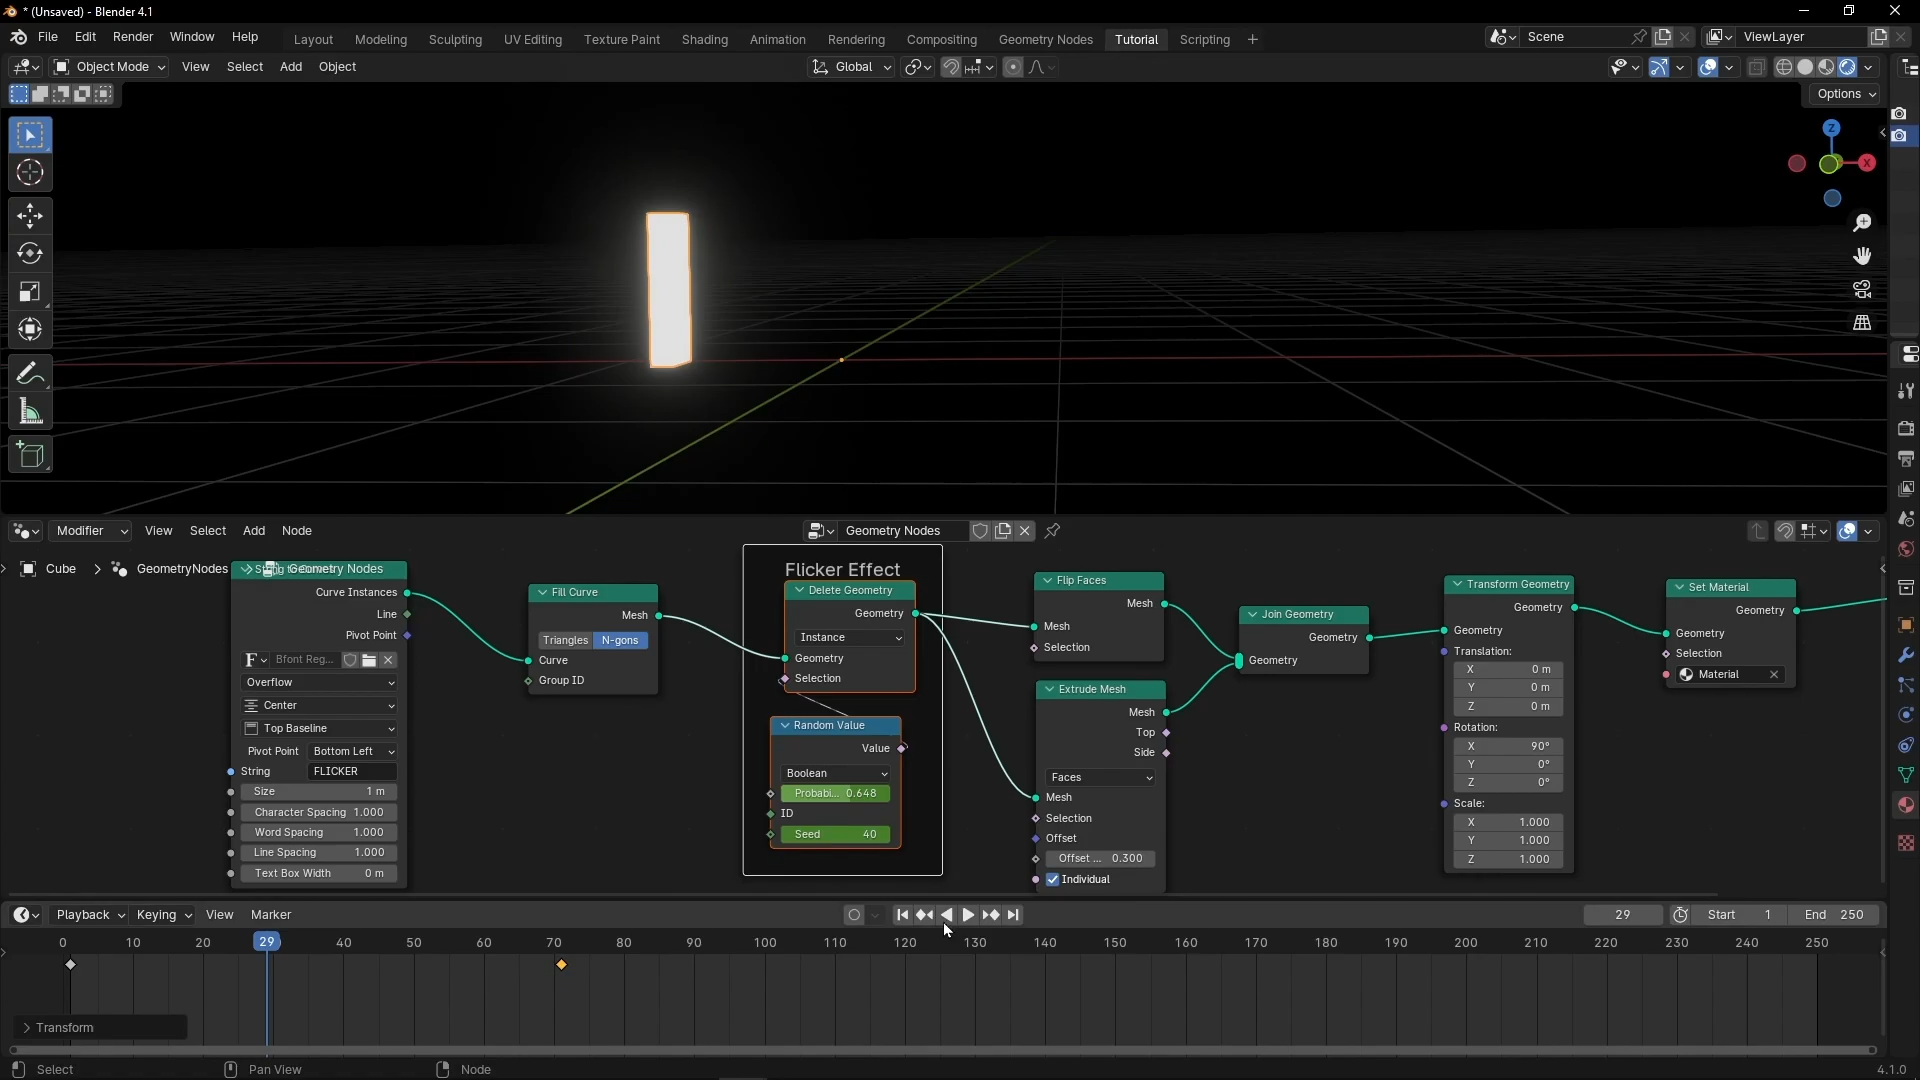 * (Unsaved) - Blender 4.1
File Edit Render Window Help
Layout Modeling Sculpting UV Editing Texture Paint Shading Animation Rendering Compositing Geometry Nodes Tutorial Scripting +
Scene
ViewLayer
Object Mode View Select Add Object
Global
Options
Z
X
Modifier View Select Add Node
Geometry Nodes
Cube > GeometryNodes > Geometry Nodes
Curve Instances
Line
Pivot Point
F Bfont Reg...
Overflow
Center
Top Baseline
Pivot Point Bottom Left
String FLICKER
Size 1 m
Character Spacing 1.000
Word Spacing 1.000
Line Spacing 1.000
Text Box Width 0 m
Fill Curve
Mesh
Triangles N-gons
Curve
Group ID
Flicker Effect
Delete Geometry
Geometry
Instance
Geometry
Selection
Random Value
Value
Boolean
Probabi... 0.648
ID
Seed 40
Flip Faces
Mesh
Mesh
Selection
Extrude Mesh
Mesh
Top
Side
Faces
Mesh
Selection
Offset
Offset ... 0.300
Individual
Join Geometry
Geometry
Geometry
Transform Geometry
Geometry
Geometry
Translation:
X 0 m
Y 0 m
Z 0 m
Rotation:
X 90°
Y 0°
Z 0°
Scale:
X 1.000
Y 1.000
Z 1.000
Set Material
Geometry
Geometry
Selection
Material
Playback Keying View Marker
29 Start 1 End 250
0 10 20 29 40 50 60 70 80 90 100 110 120 130 140 150 160 170 180 190 200 210 220 230 240 250
Transform
Select Pan View Node
4.1.0